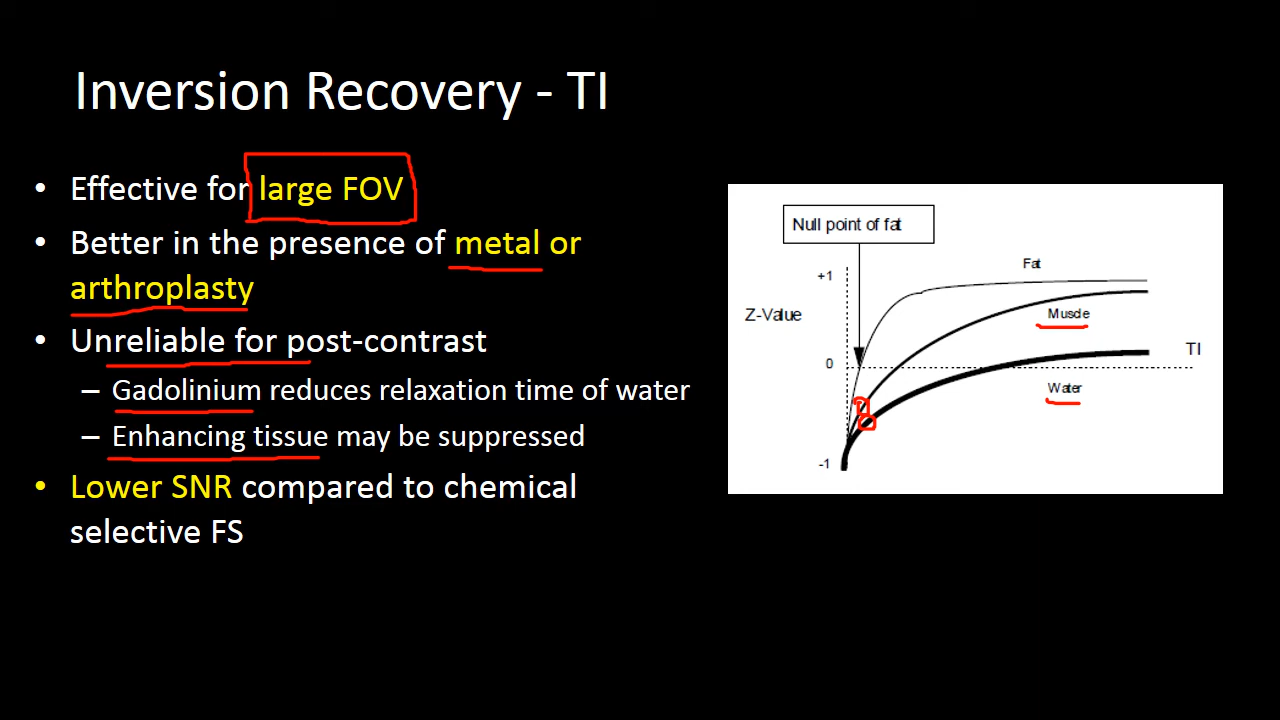 Inversion Recovery - TI
• Effective for large FOV
• Better in the presence of metal or
arthroplasty
• Unreliable for post-contrast
– Gadolinium reduces relaxation time of water
– Enhancing tissue may be suppressed
• Lower SNR compared to chemical
selective FS
Null point of fat
Fat
+1
Z-Value
Muscle
TI
0
Water
-1